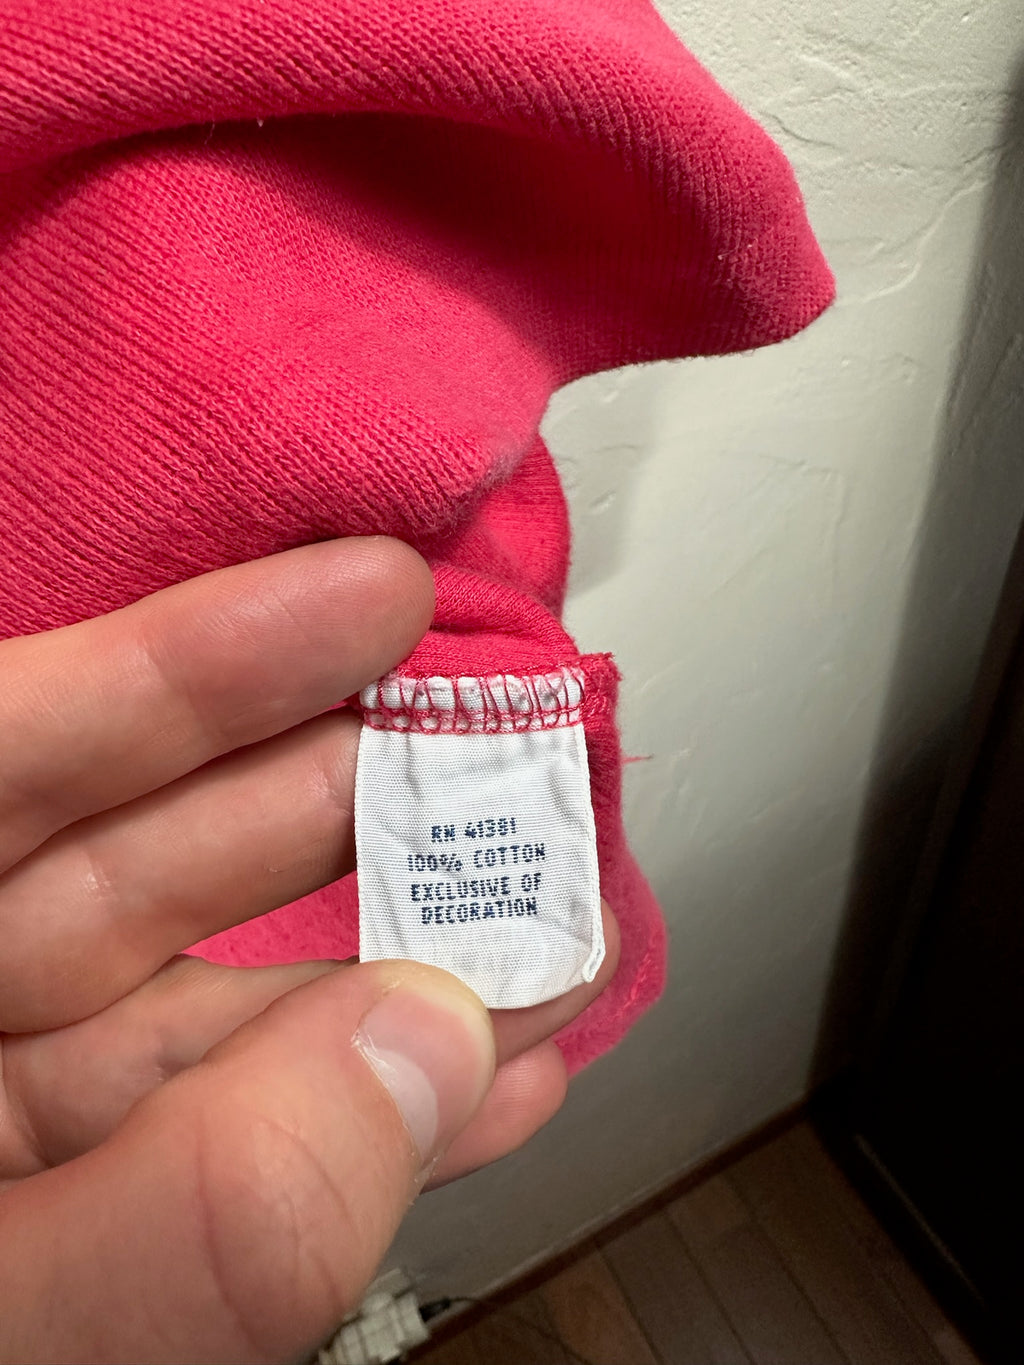 RN 41381
100% COTTON
EXCLUSIVE OF
DECORATION